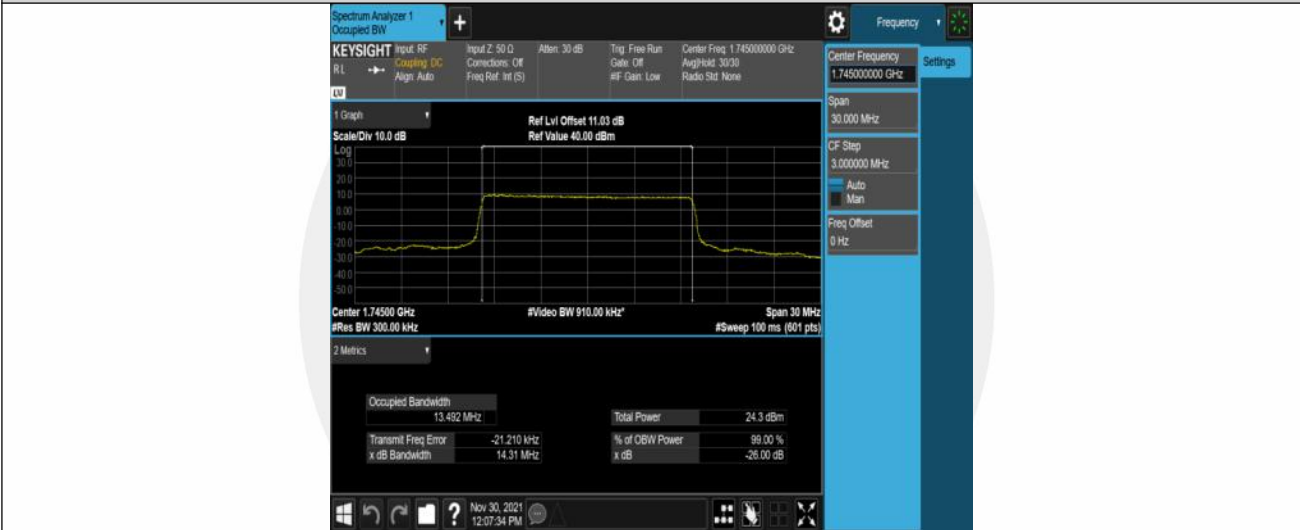 Spectrum Analyzer 1
Occupied BW
+
Frequency
KEYSIGHT
RL
Input: RF
Coupling: DC
Align: Auto
Input Z: 50 Ω
Corrections: Off
Freq Ref: Int (S)
Atten: 30 dB
Trig: Free Run
Gate: Off
#IF Gain: Low
Center Freq: 1.745000000 GHz
Avg|Hold: 30/30
Radio Std: None
Center Frequency
1.745000000 GHz
Settings
Span
30.000 MHz
CF Step
3.000000 MHz
Auto
Man
Freq Offset
0 Hz
1 Graph
Scale/Div 10.0 dB
Ref Lvl Offset 11.03 dB
Ref Value 40.00 dBm
Log
30.0
20.0
10.0
0.00
-10.0
-20.0
-30.0
-40.0
-50.0
Center 1.74500 GHz
#Video BW 910.00 kHz*
Span 30 MHz
#Res BW 300.00 kHz
#Sweep 100 ms (601 pts)
2 Metrics
Occupied Bandwidth
13.492 MHz
Total Power 24.3 dBm
Transmit Freq Error -21.210 kHz
% of OBW Power 99.00 %
x dB Bandwidth 14.31 MHz
x dB -26.00 dB
?
Nov 30, 2021
12:07:34 PM